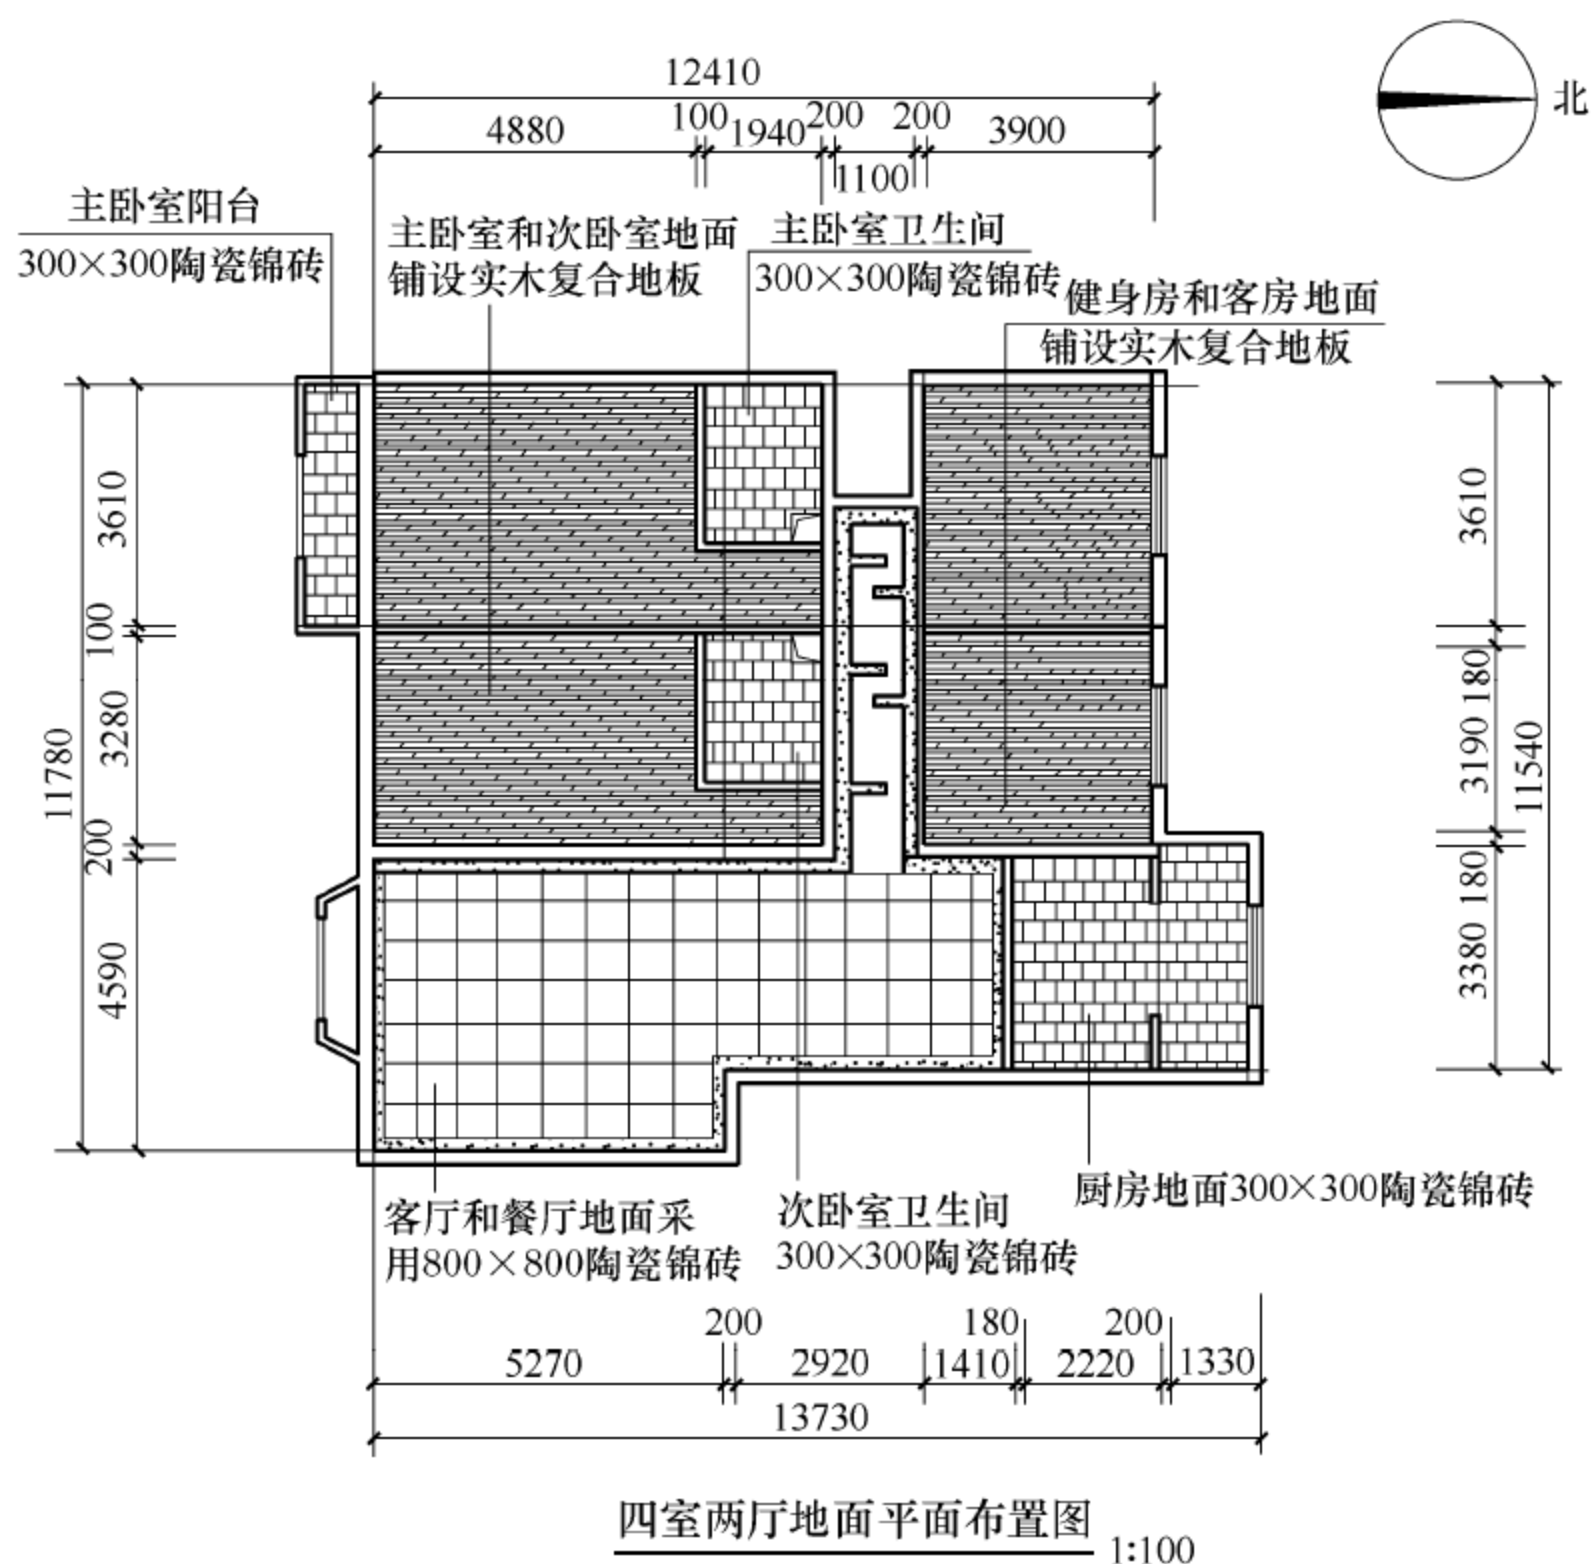 12410
北
4880
100
1940
200
1100
200
3900
主卧室阳台
300×300陶瓷锦砖
主卧室和次卧室地面
铺设实木复合地板
主卧室卫生间
300×300陶瓷锦砖
健身房和客房地面
铺设实木复合地板
3610
100
3280
200
4590
11780
3610
180
3190
180
3380
11540
客厅和餐厅地面采
用800×800陶瓷锦砖
次卧室卫生间
300×300陶瓷锦砖
厨房地面300×300陶瓷锦砖
5270
200
2920
1410
180
2220
200
1330
13730
四室两厅地面平面布置图
1:100